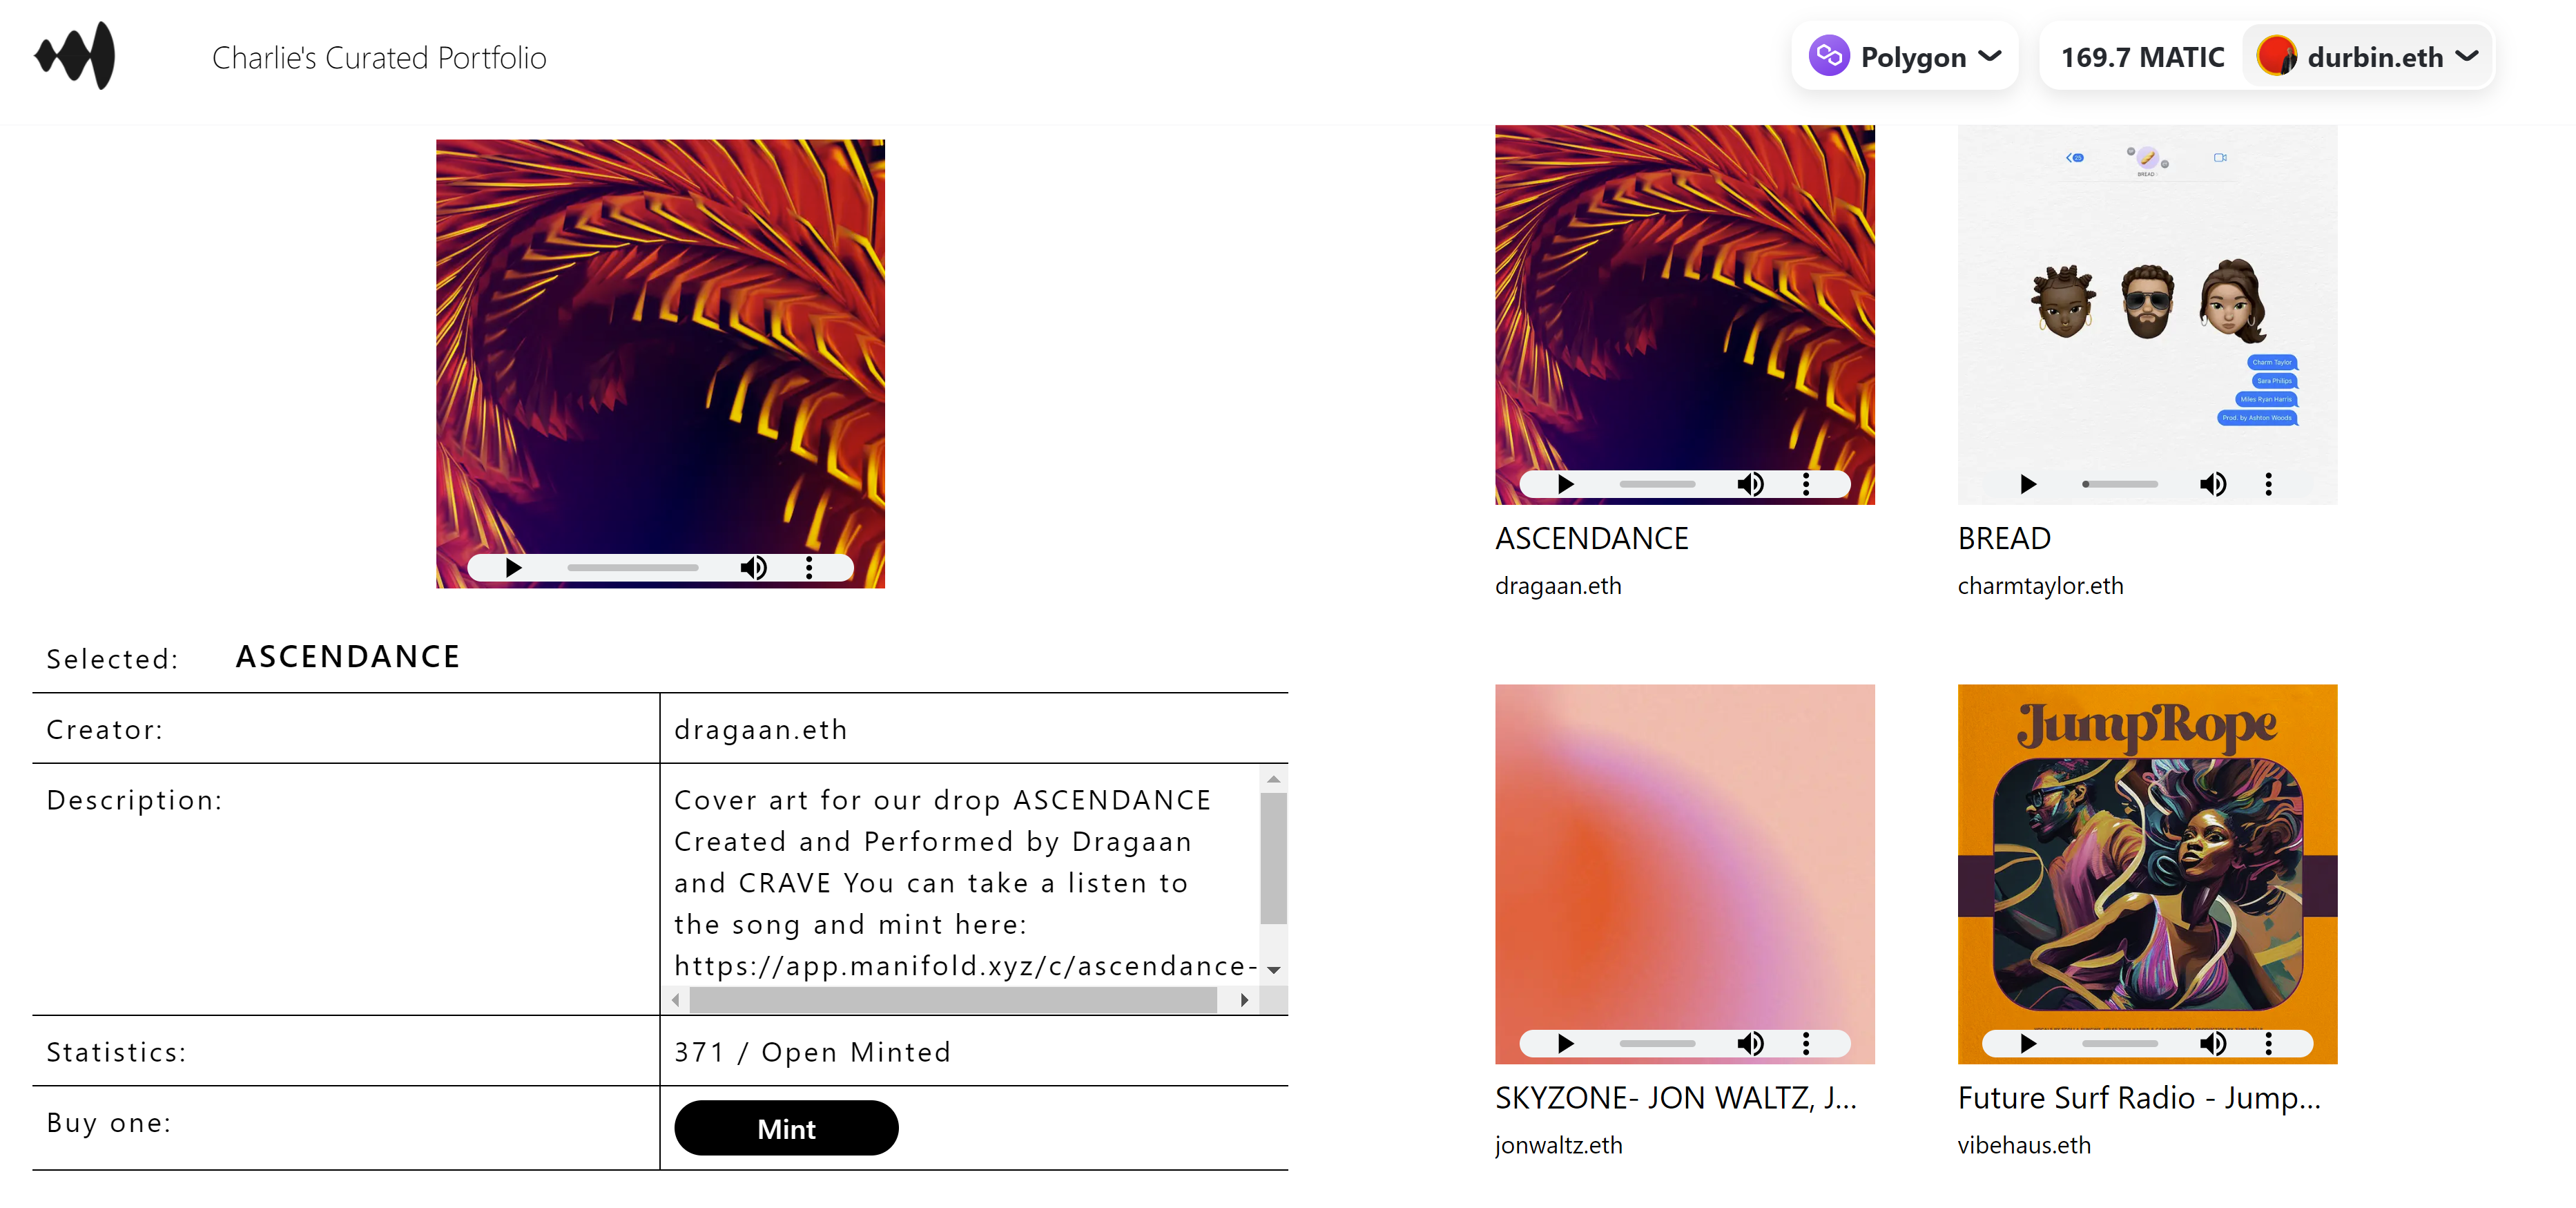 Charlie's Curated Portfolio
Polygon
169.7 MATIC
durbin.eth
Selected: ASCENDANCE
Creator: dragaan.eth
Description: Cover art for our drop ASCENDANCE
Created and Performed by Dragaan
and CRAVE You can take a listen to
the song and mint here:
https://app.manifold.xyz/c/ascendance-
Statistics: 371 / Open Minted
Buy one: Mint
ASCENDANCE
dragaan.eth
25
BREAD
Charm Taylor
Sara Philips
Miles Ryan Harris
Prod. by Ashton Woods
BREAD
charmtaylor.eth
SKYZONE- JON WALTZ, J...
jonwaltz.eth
JumpRope
Future Surf Radio - Jump...
vibehaus.eth